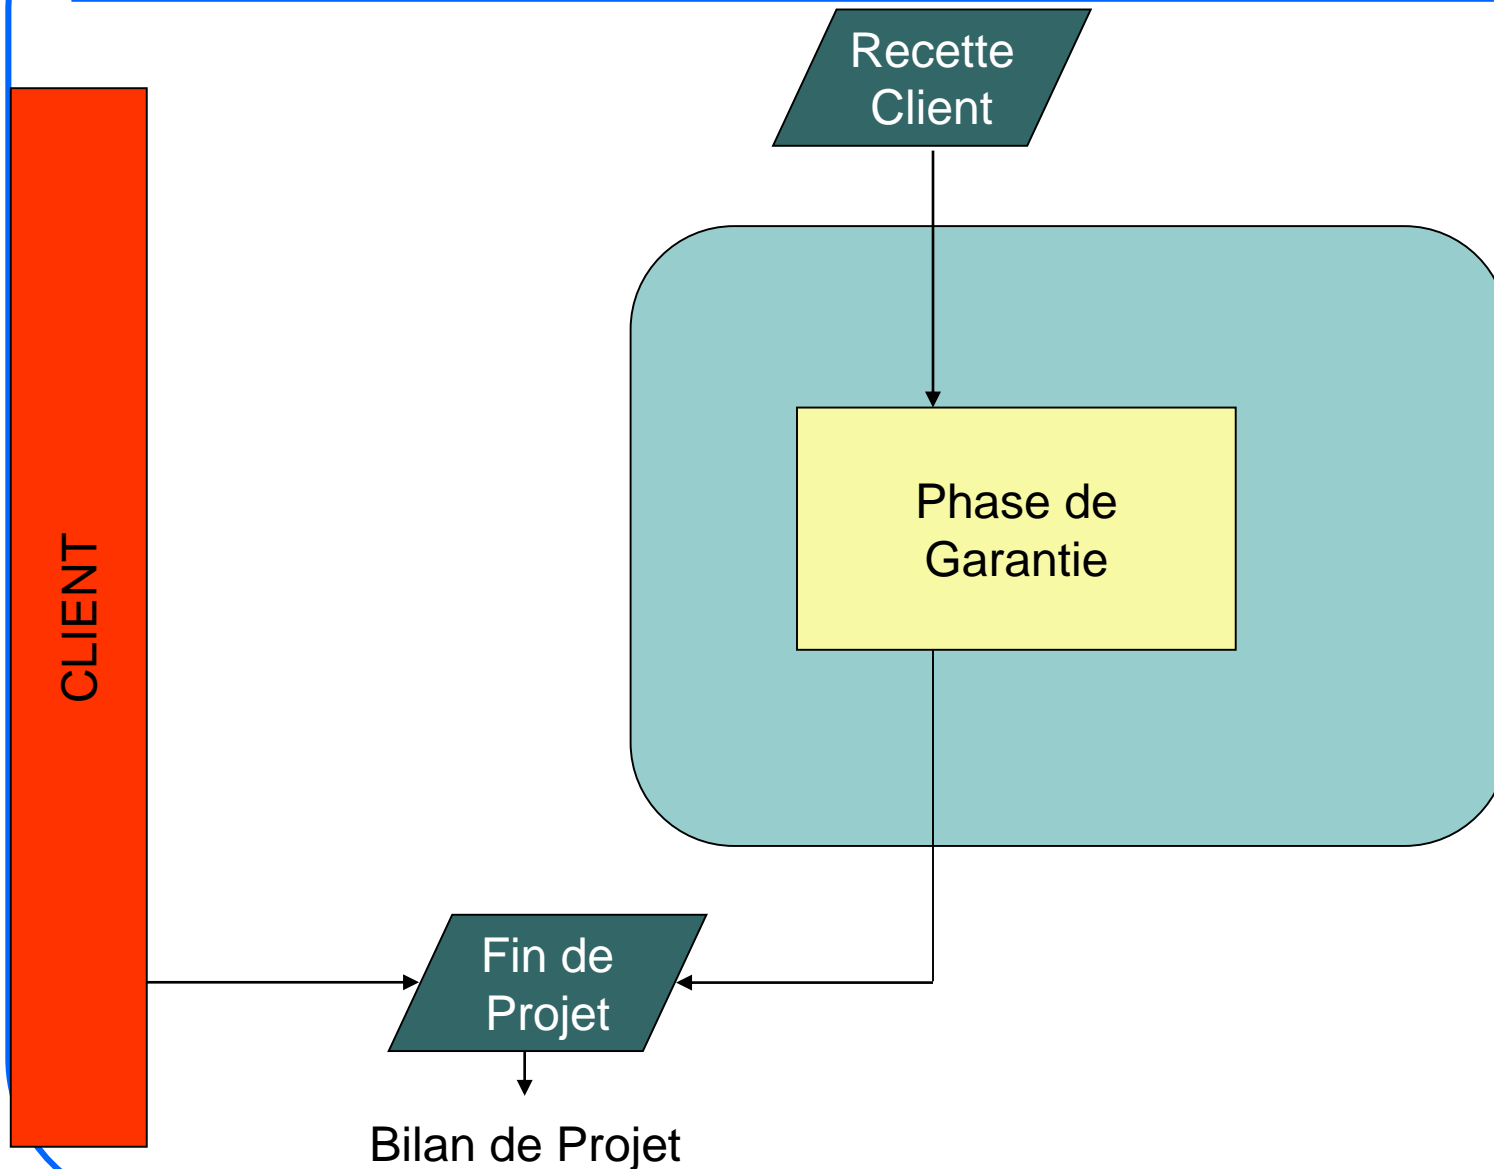 Recette
Client
Phase de
Garantie
CLIENT
Fin de
Projet
Bilan de Projet